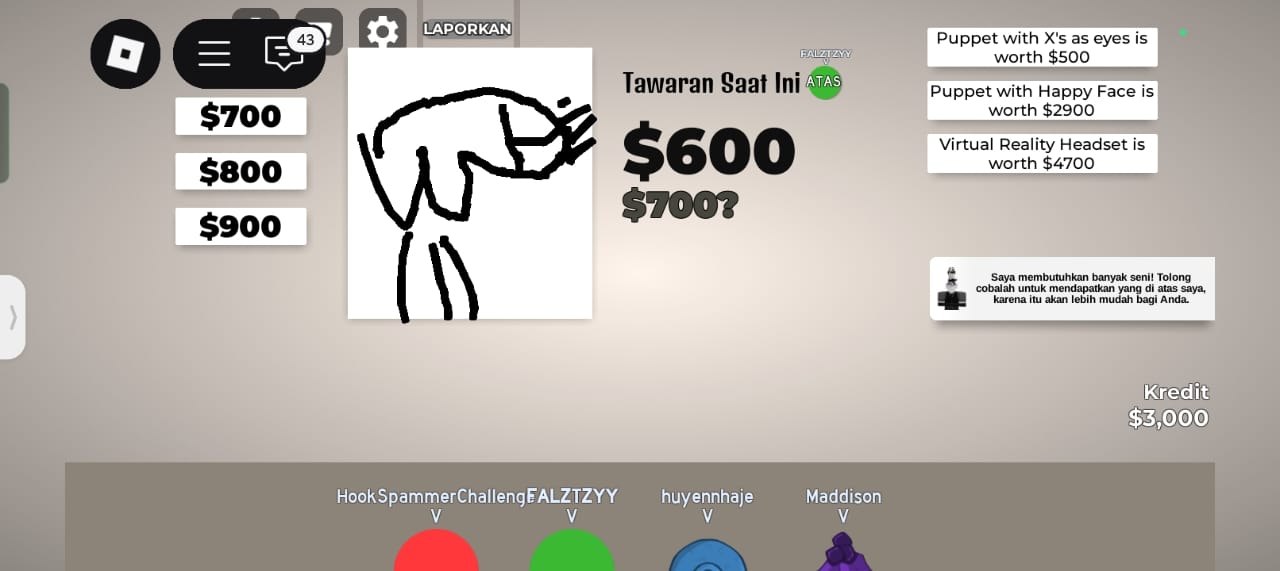 43
LAPORKAN
$700
$800
$900
FALZTZYY
V
Tawaran Saat Ini
ATAS
$600
$700?
Puppet with X's as eyes is
worth $500
Puppet with Happy Face is
worth $2900
Virtual Reality Headset is
worth $4700
Saya membutuhkan banyak seni! Tolong
cobalah untuk mendapatkan yang di atas saya,
karena itu akan lebih mudah bagi Anda.
Kredit
$3,000
HookSpammerChalleng
V
FALZTZYY
V
huyennhaje
V
Maddison
V